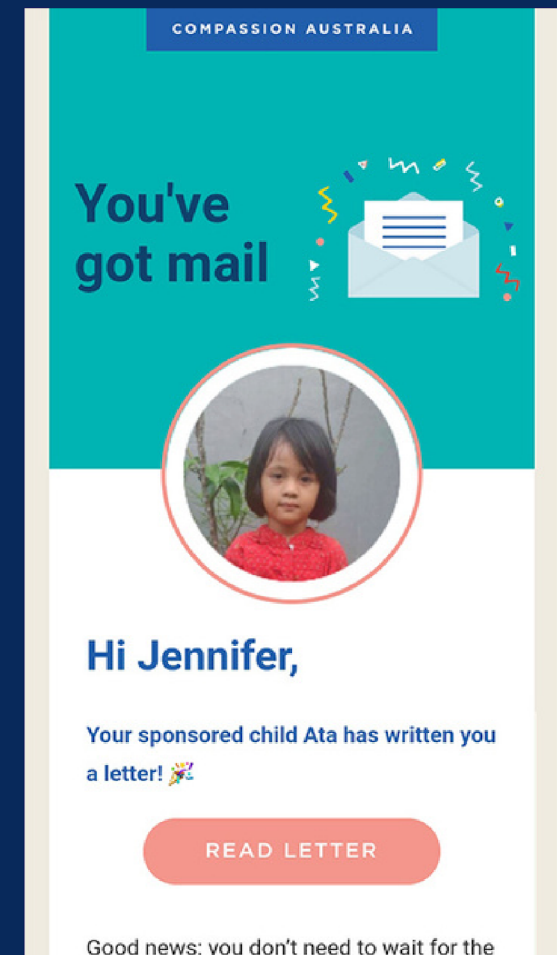 COMPASSION AUSTRALIA
You've
got mail
Hi Jennifer,
Your sponsored child Ata has written you
a letter! 🎉
READ LETTER
Good news: you don't need to wait for the